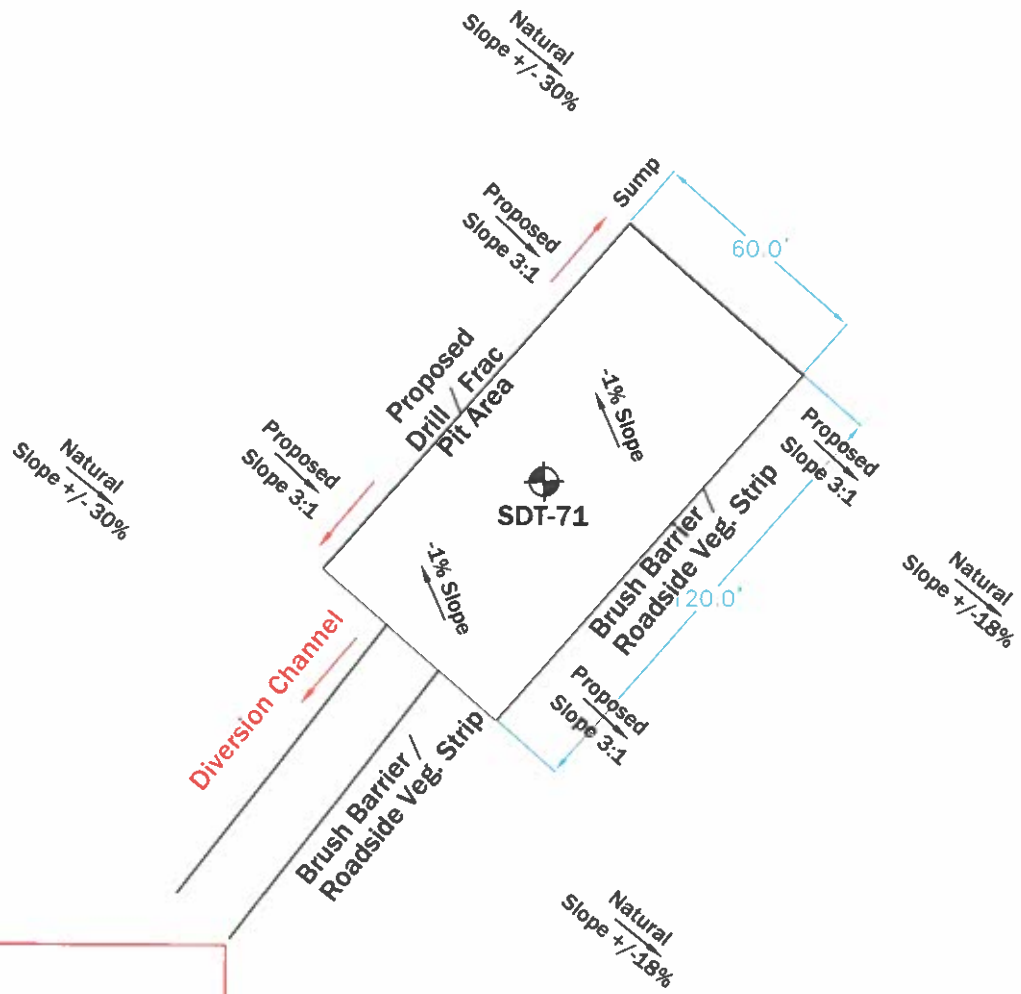 Natural
Slope +/- 30%
Sump
Proposed
Slope 3:1
60.0'
Proposed
Drill / Frac
Pit Area
-1% Slope
Proposed
Slope 3:1
Natural
Slope +/- 30%
Proposed
Slope 3:1
SDT-71
Brush Barrier /
Roadside Veg. Strip
120.0'
-1% Slope
Natural
Slope +/-18%
Diversion Channel
Proposed
Slope 3:1
Brush Barrier /
Roadside Veg. Strip
Natural
Slope +/-18%